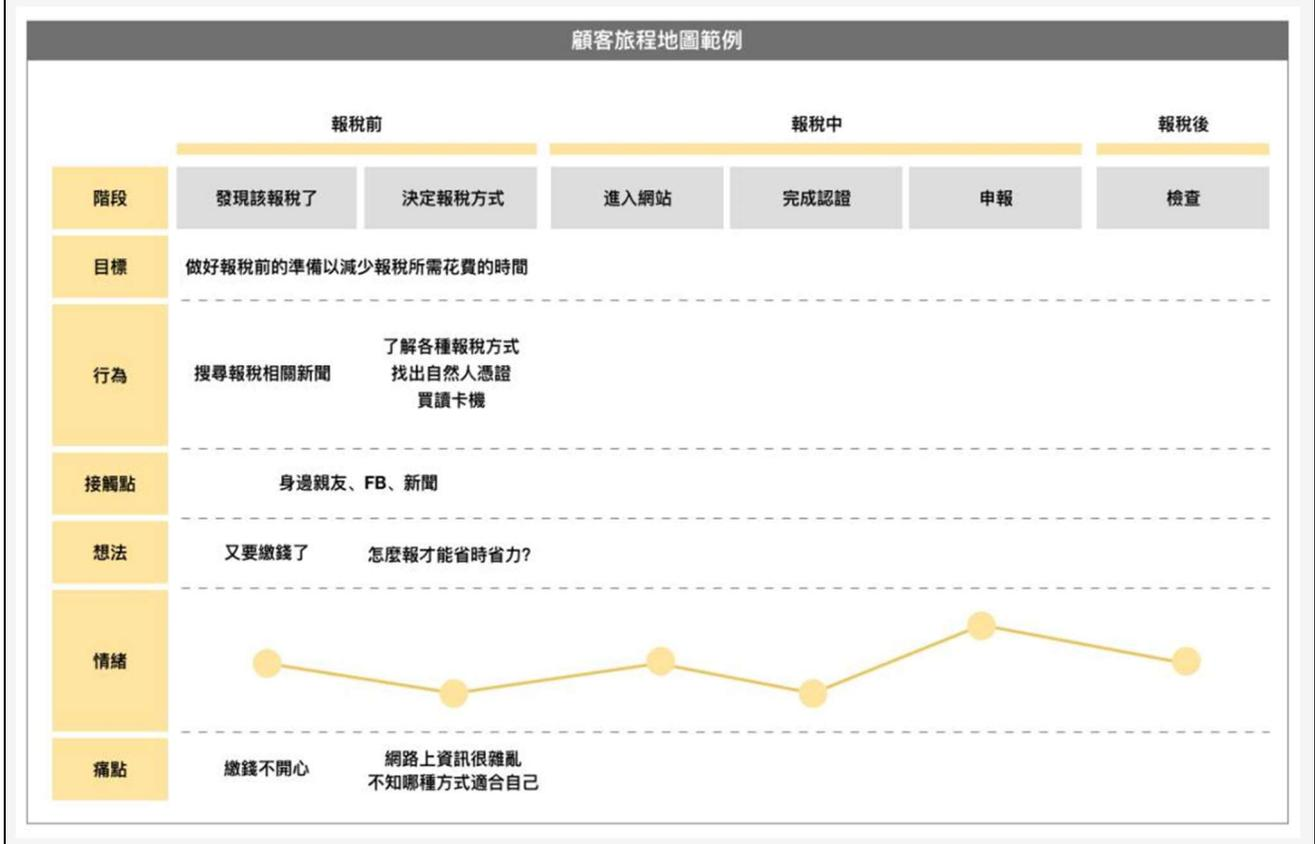 顧客旅程地圖範例
報稅前
報稅中
報稅後
階段
發現該報稅了
決定報稅方式
進入網站
完成認證
申報
檢查
目標
做好報稅前的準備以減少報稅所需花費的時間
行為
搜尋報稅相關新聞
了解各種報稅方式
找出自然人憑證
買讀卡機
接觸點
身邊親友、FB、新聞
想法
又要繳錢了
怎麼報才能省時省力?
情緒
痛點
繳錢不開心
網路上資訊很雜亂
不知哪種方式適合自己